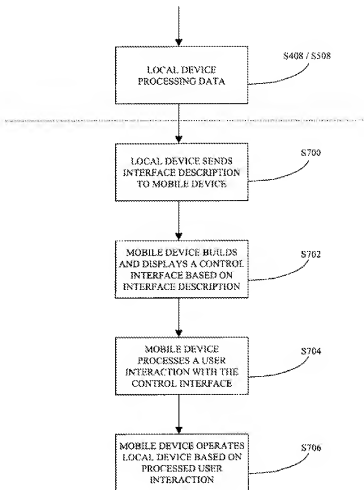 LOCAL DEVICE
PROCESSING DATA
S408 / S508
LOCAL DEVICE SENDS
INTERFACE DESCRIPTION
TO MOBILE DEVICE
S700
MOBILE DEVICE BUILDS
AND DISPLAYS A CONTROL
INTERFACE BASED ON
INTERFACE DESCRIPTION
S702
MOBILE DEVICE
PROCESSES A USER
INTERACTION WITH THE
CONTROL INTERFACE
S704
MOBILE DEVICE OPERATES
LOCAL DEVICE BASED ON
PROCESSED USER
INTERACTION
S706